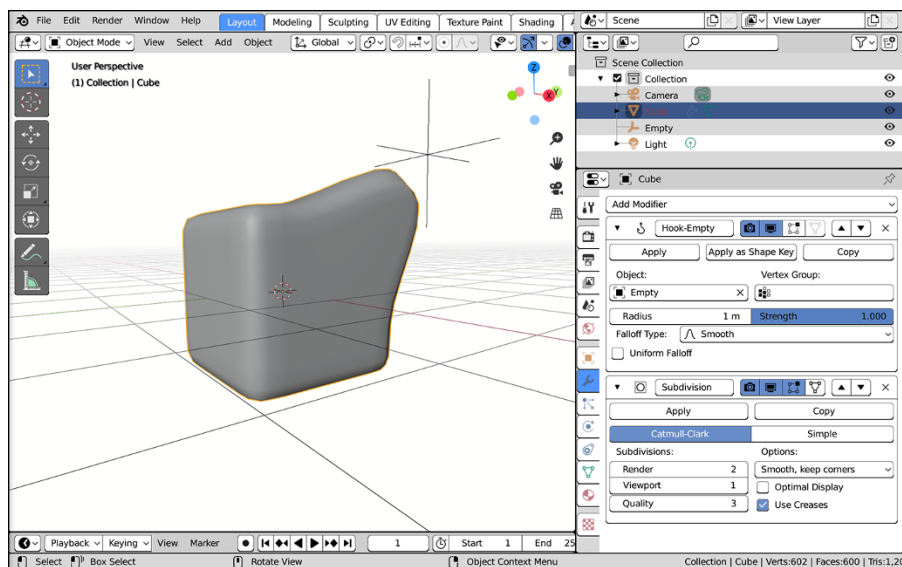 File Edit Render Window Help Layout Modeling Sculpting UV Editing Texture Paint Shading
Scene View Layer
Object Mode View Select Add Object Global
User Perspective
(1) Collection | Cube
Z
Y
X
Scene Collection
Collection
Camera
Cube
Empty
Light
Cube
Add Modifier
Hook-Empty
Apply Apply as Shape Key Copy
Object: Vertex Group:
Empty
Radius 1 m Strength 1.000
Falloff Type: Smooth
Uniform Falloff
Subdivision
Apply Copy
Catmull-Clark Simple
Subdivisions: Options:
Render 2 Smooth, keep corners
Viewport 1 Optimal Display
Quality 3 Use Creases
Playback Keying View Marker 1 Start 1 End 25
Select Box Select Rotate View Object Context Menu Collection | Cube | Verts:602 | Faces:600 | Tris:1,20